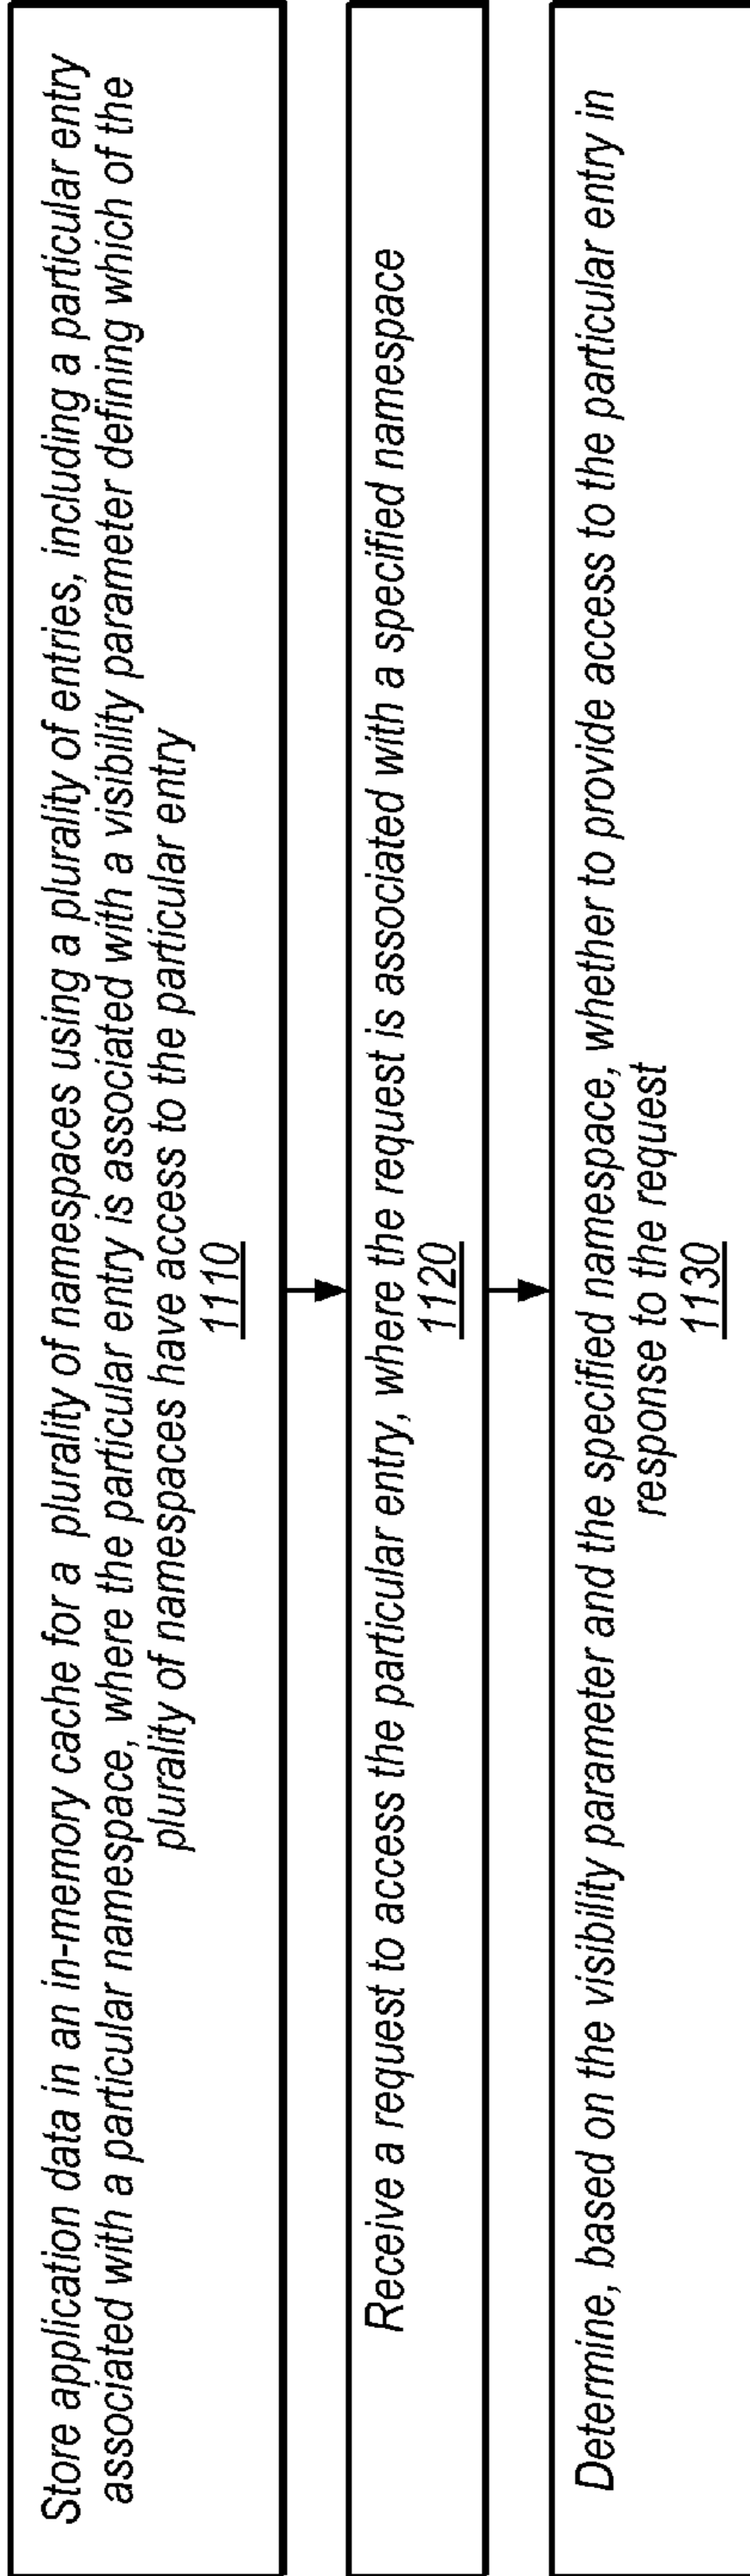 Store application data in an in-memory cache for a plurality of namespaces using a plurality of entries, including a particular entry
associated with a particular namespace, where the particular entry is associated with a visibility parameter defining which of the
plurality of namespaces have access to the particular entry
1110
Receive a request to access the particular entry, where the request is associated with a specified namespace
1120
Determine, based on the visibility parameter and the specified namespace, whether to provide access to the particular entry in
response to the request
1130